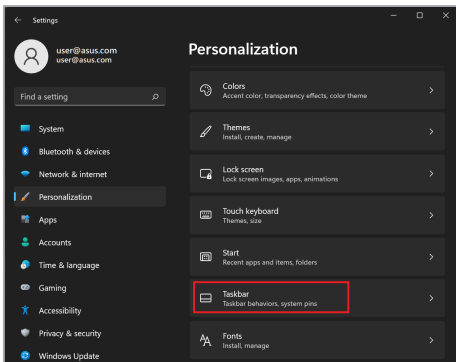 Settings
user@asus.com
user@asus.com
Find a setting
System
Bluetooth & devices
Network & internet
Personalization
Apps
Accounts
Time & language
Gaming
Accessibility
Privacy & security
Windows Update
Personalization
Colors
Accent color, transparency effects, color theme
Themes
Install, create, manage
Lock screen
Lock screen images, apps, animations
Touch keyboard
Themes, size
Start
Recent apps and items, folders
Taskbar
Taskbar behaviors, system pins
Fonts
Install, manage